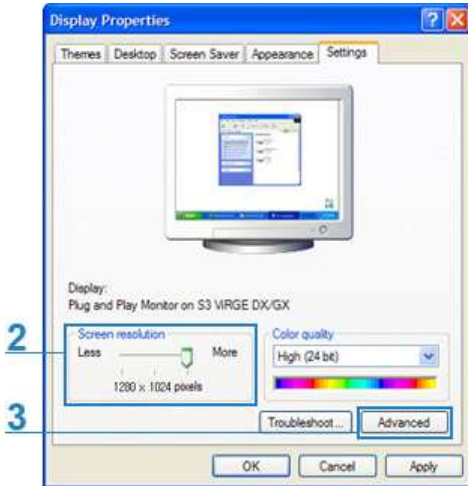 Display Properties
Themes Desktop Screen Saver Appearance Settings
Display:
Plug and Play Monitor on S3 VIRGE DX/GX
2
Screen resolution
Less More
1280 x 1024 pixels
Color quality
High (24 bit)
3
Troubleshoot... Advanced
OK Cancel Apply